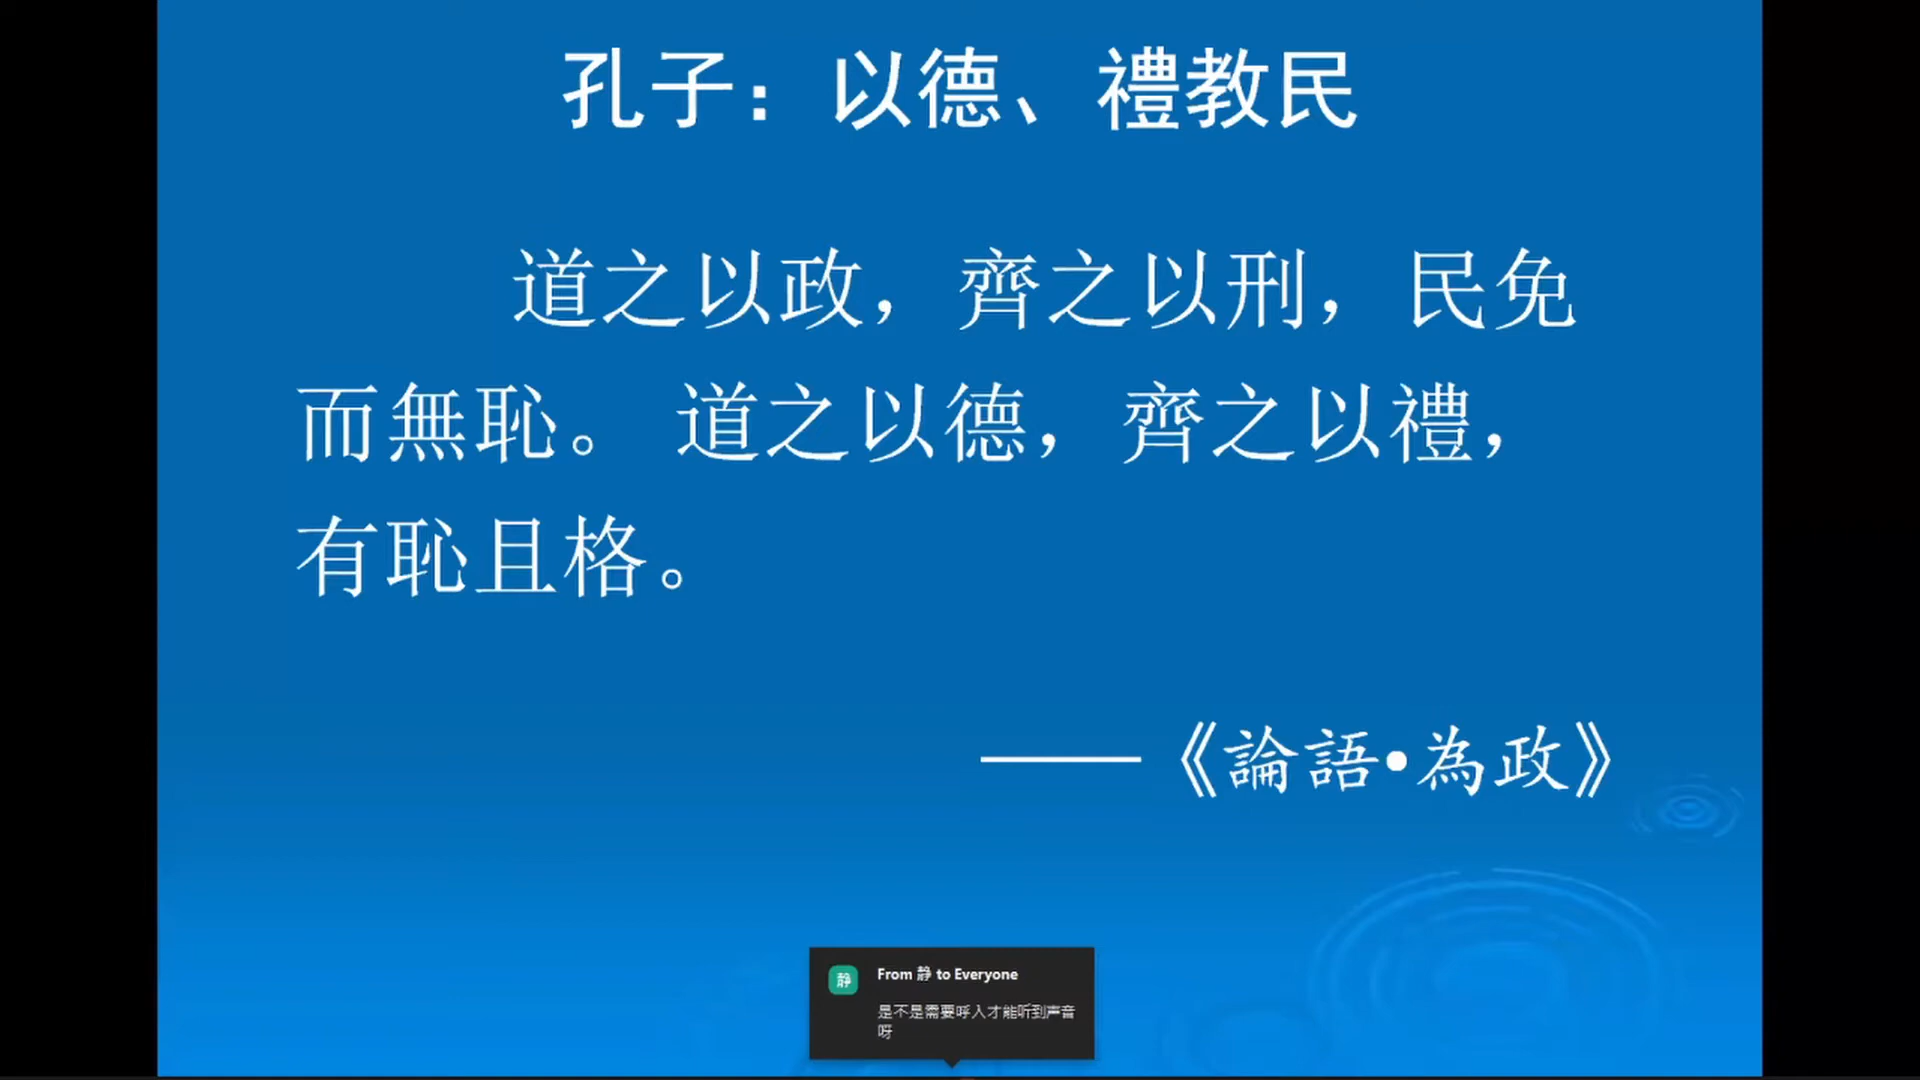 孔子：以德、禮教民
道之以政，齊之以刑，民免
而無恥。 道之以德，齊之以禮，
有恥且格。
——《論語•為政》
静
From 静 to Everyone
是不是需要呼入才能听到声音
呀